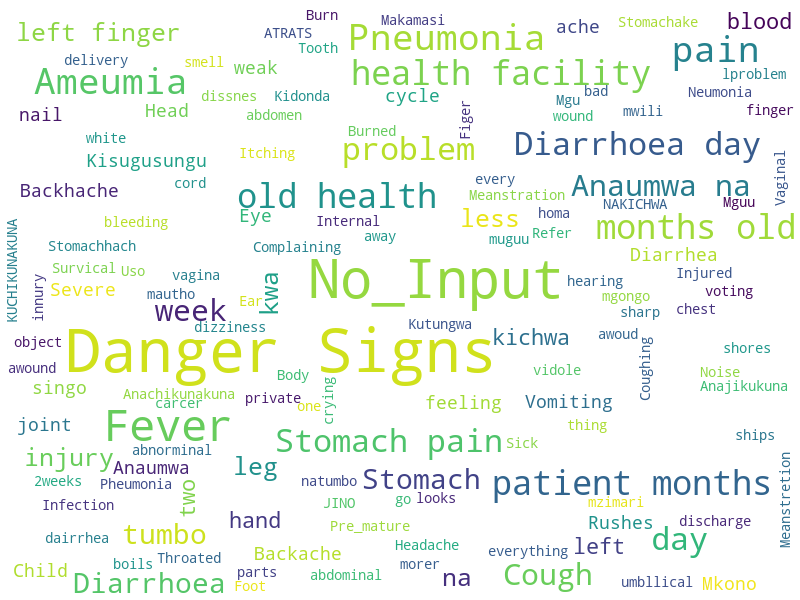 Burn
left finger
ATRATS
Makamasi
ache
Stomachake
blood
Pneumonia
Tooth
delivery
smell
weak
pain
Ameumia
health facility
lproblem
dissnes
Kidonda
cycle
bad
Neumonia
nail
Head
abdomen
Figer
Mgu
mwili
finger
wound
white
Burned
problem
Diarrhoea day
Kisugusungu
Itching
Vaginal
cord
every
Anaumwa na
Backhache
old health
Meanstration
NAKICHWA
Mguu
KUCHIKUNAKUNA
bleeding
Eye
Internal
less
homa
months old
Stomachhach
Complaining
away
muguu
Refer
Diarrhea
Survical
Uso
vagina
kwa
No_Input
hearing
Injured
innury
Severe
mautho
Ear
mgongo
voting
week
sharp
chest
dizziness
Kutungwa
object
Danger Signs
kichwa
awoud
Coughing
shores
awound
Body
vidole
Noise
singo
Anachikunakuna
crying
Anajikukuna
carcer
private
one
feeling
Vomiting
joint
Fever
thing
ships
Stomach pain
Sick
injury
abnorminal
Anaumwa
leg
Stomach
patient months
Meanstretion
2weeks
Pheumonia
two
natumbo
JINO
go
looks
mzimari
Infection
hand
Pre_mature
Rushes
discharge
dairrhea
tumbo
Headache
everything
left
day
Child
boils
Throated
Backache
morer
Diarrhoea
parts
Foot
abdominal
na
Cough
umbllical
Mkono